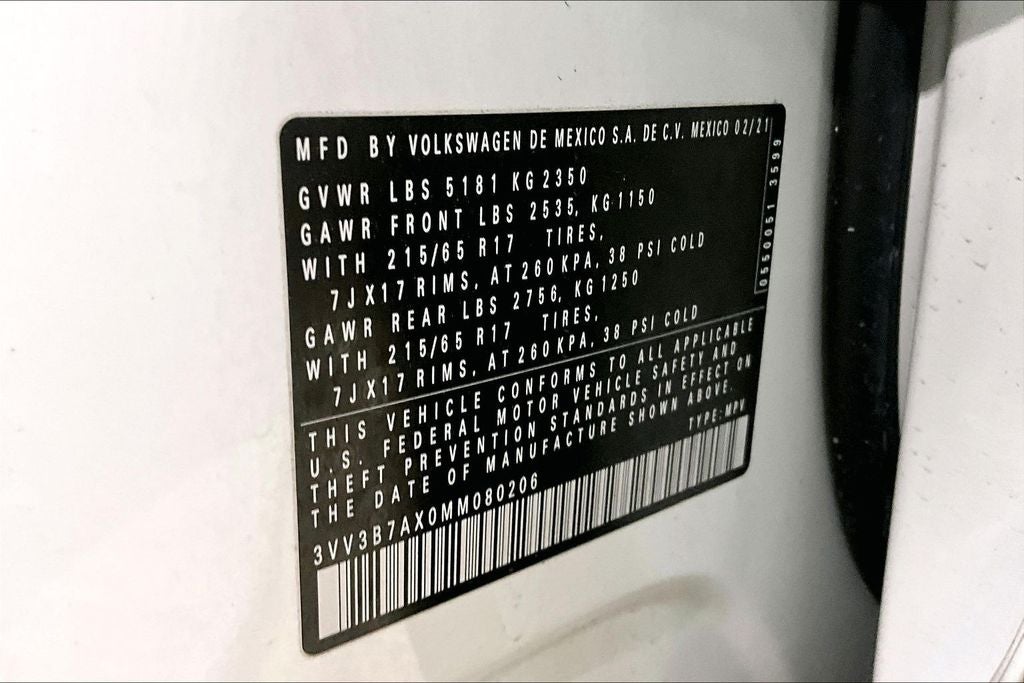 MFD BY VOLKSWAGEN DE MEXICO S.A. DE C.V. MEXICO 02/21
GVWR LBS 5181 KG 2350
GAWR FRONT LBS 2535, KG 1150
WITH 215/65 R17 TIRES,
7J X17 RIMS, AT 260 KPA, 38 PSI COLD
GAWR REAR LBS 2756, KG 1250
WITH 215/65 R17 TIRES,
7J X17 RIMS, AT 260 KPA, 38 PSI COLD
0550051 3599
THIS VEHICLE CONFORMS TO ALL APPLICABLE
U.S. FEDERAL MOTOR VEHICLE SAFETY AND
THEFT PREVENTION STANDARDS IN EFFECT ON
THE DATE OF MANUFACTURE SHOWN ABOVE.
3VV3B7AX0MM080206 TYPE: MPV